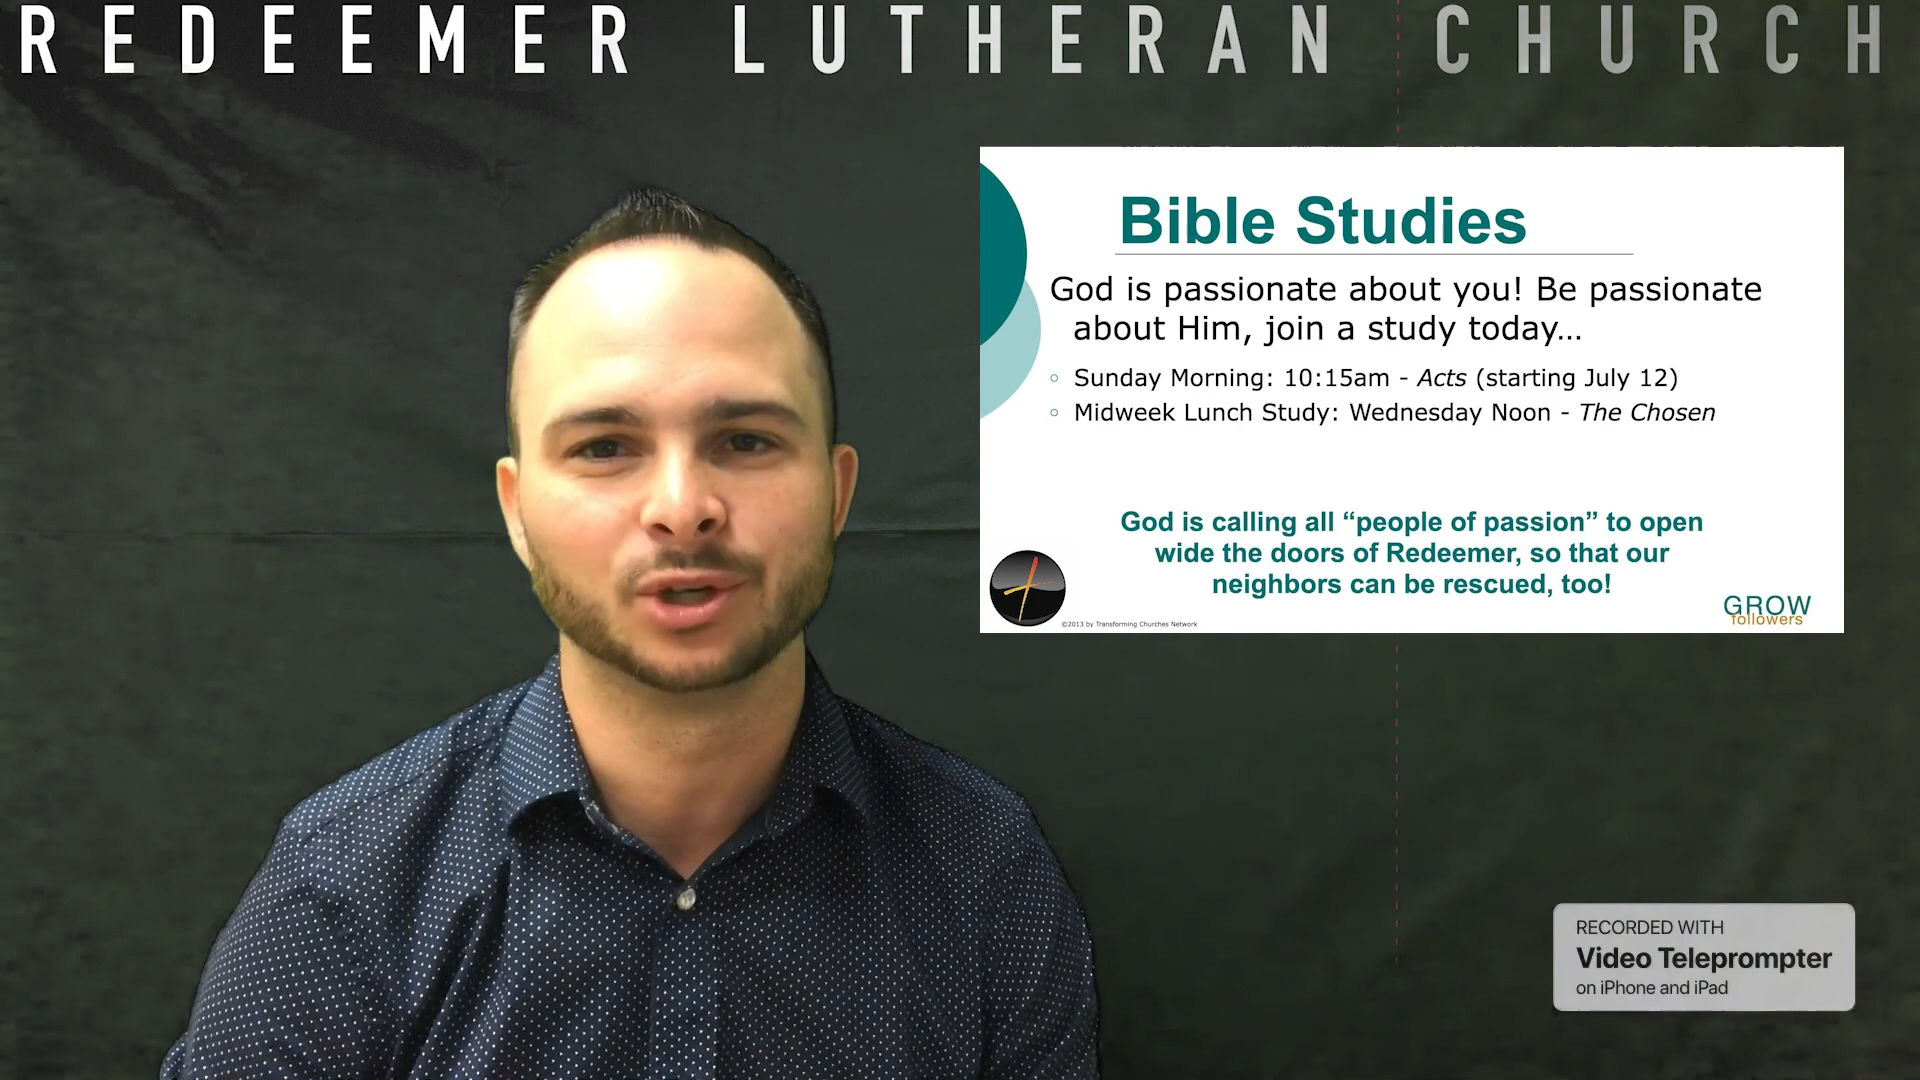 REDEEMER LUTHERAN CHURCH
Bible Studies
God is passionate about you! Be passionate
about Him, join a study today…
Sunday Morning: 10:15am - Acts (starting July 12)
Midweek Lunch Study: Wednesday Noon - The Chosen
God is calling all “people of passion” to open
wide the doors of Redeemer, so that our
neighbors can be rescued, too!
©2013 by Transforming Churches Network
GROW
followers
RECORDED WITH
Video Teleprompter
on iPhone and iPad